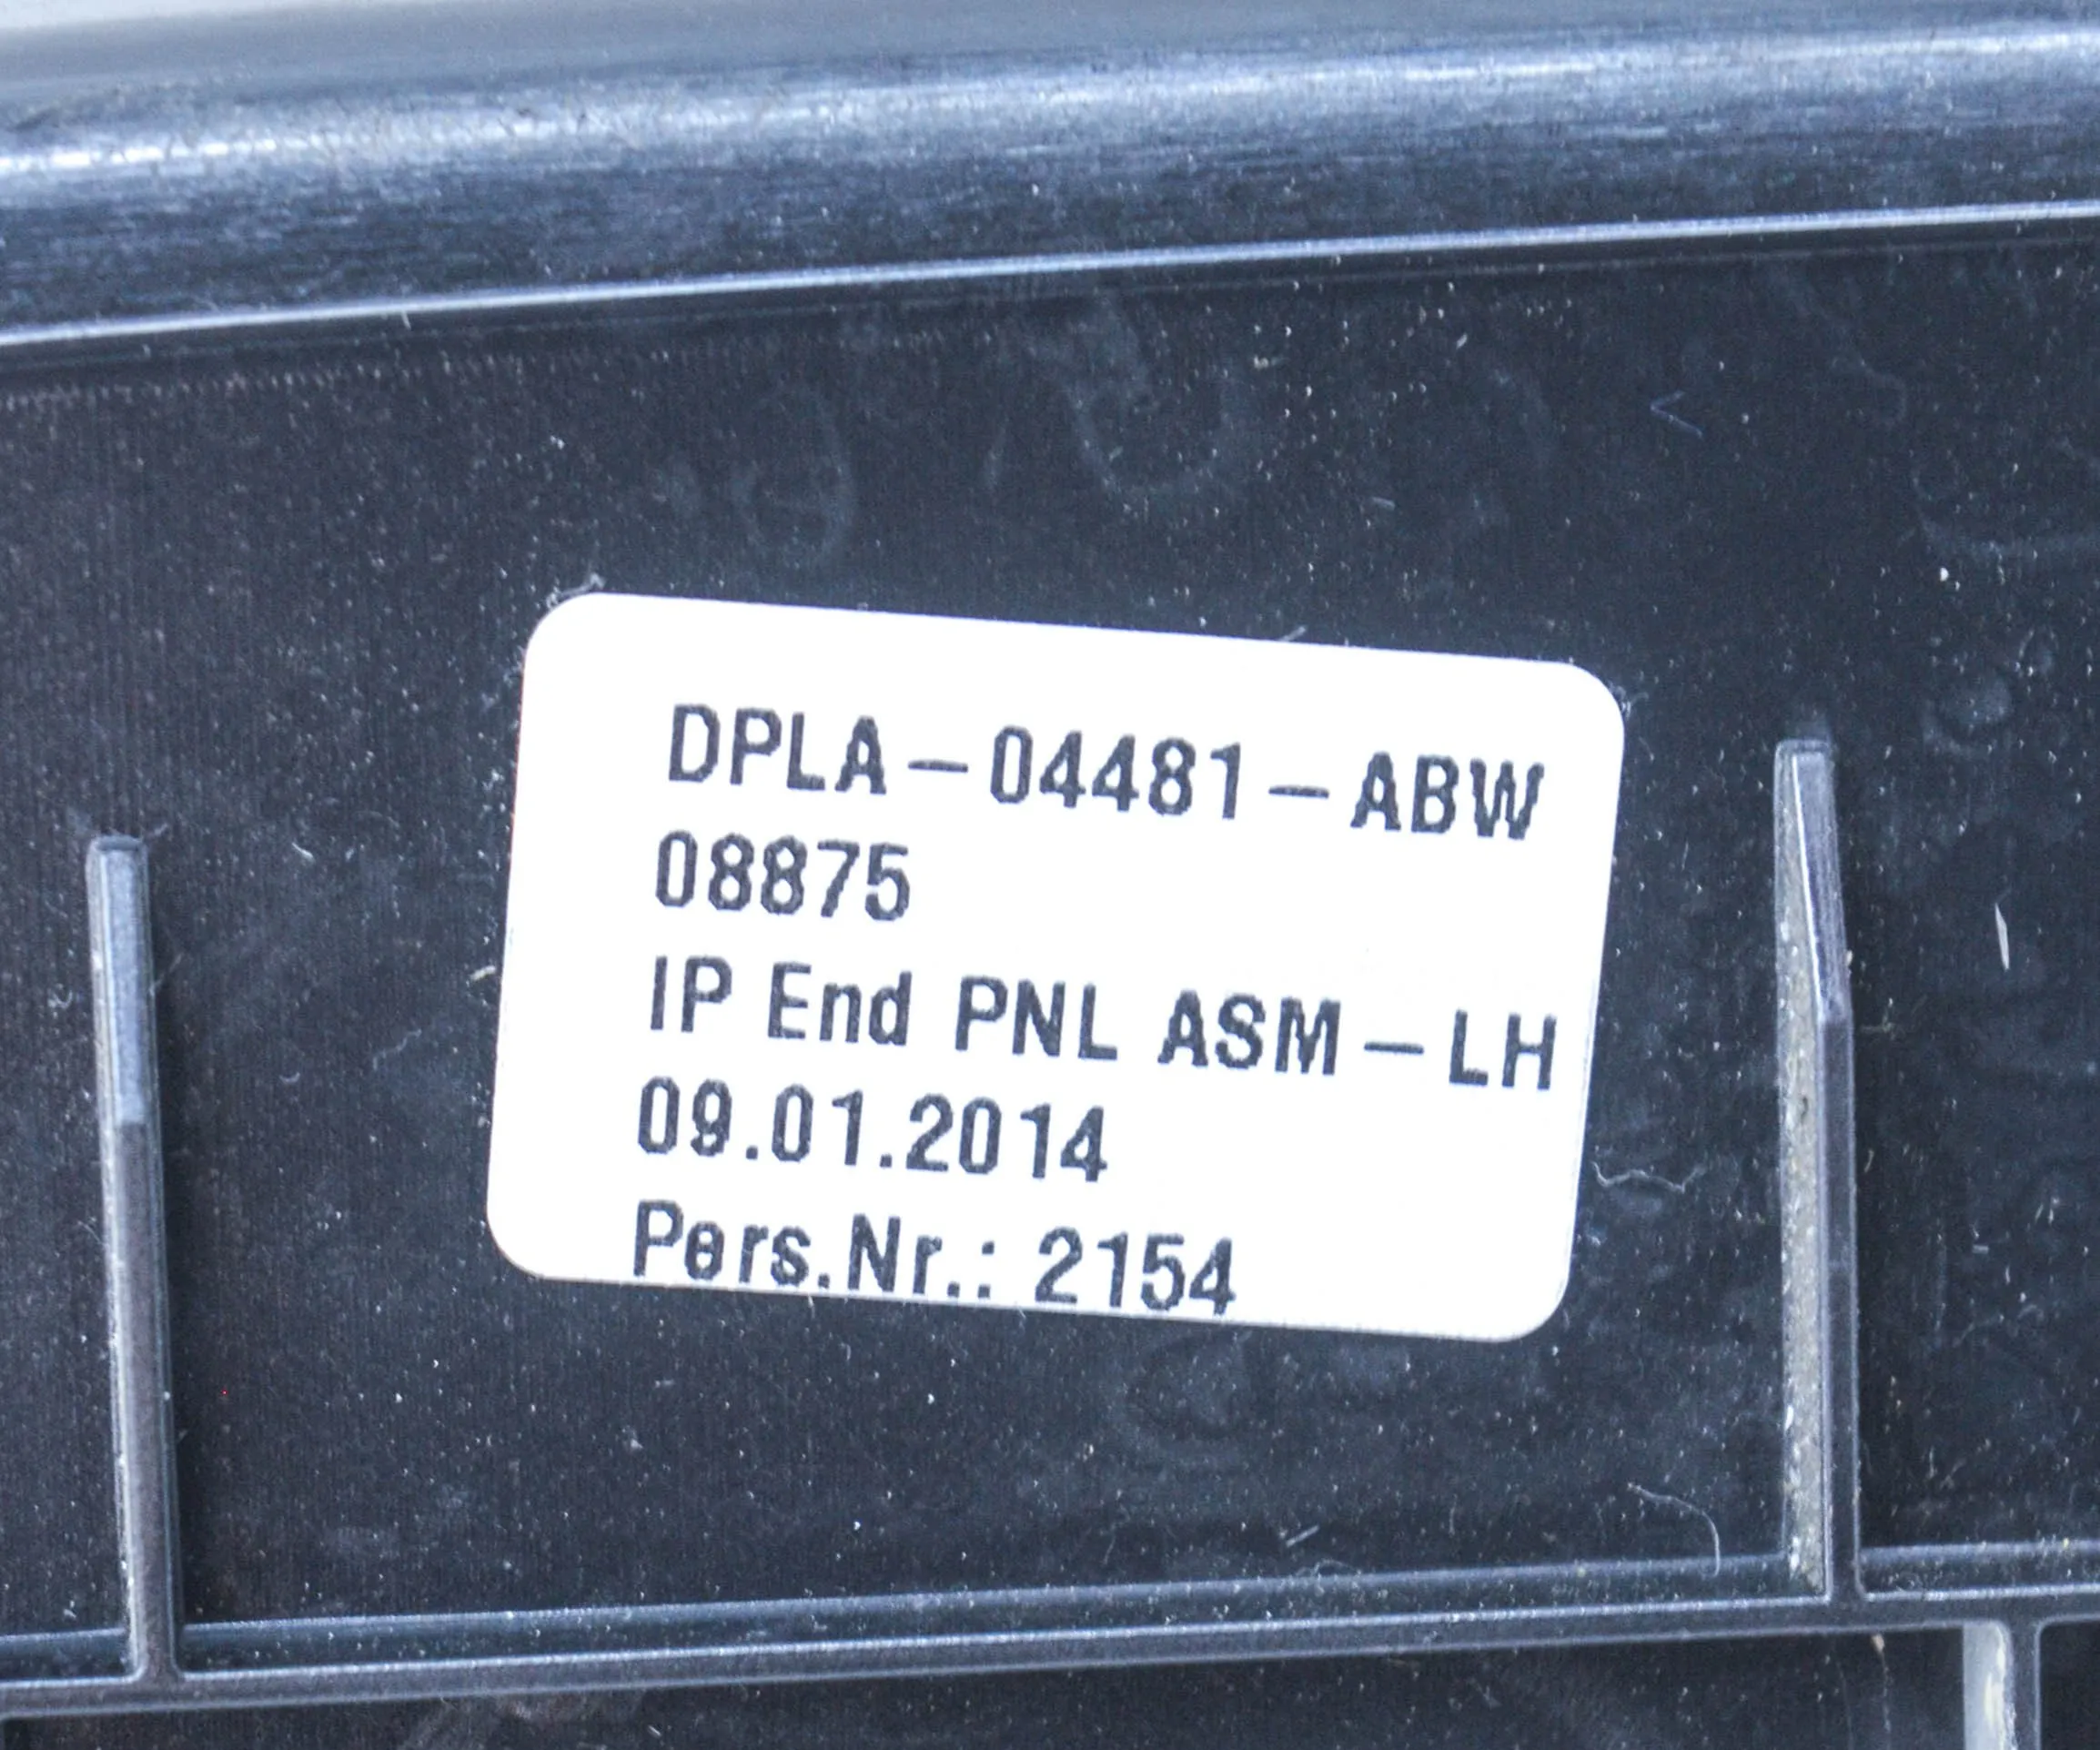 DPLA-04481-ABW
08875
IP End PNL ASM-LH
09.01.2014
Pers.Nr.: 2154